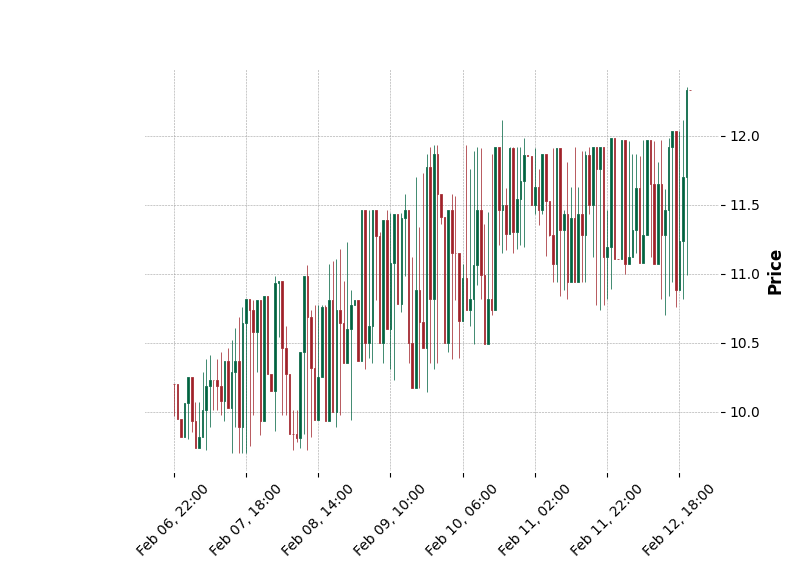 12.0
11.5
11.0
10.5
10.0
Price
Feb 06, 22:00
Feb 07, 18:00
Feb 08, 14:00
Feb 09, 10:00
Feb 10, 06:00
Feb 11, 02:00
Feb 11, 22:00
Feb 12, 18:00